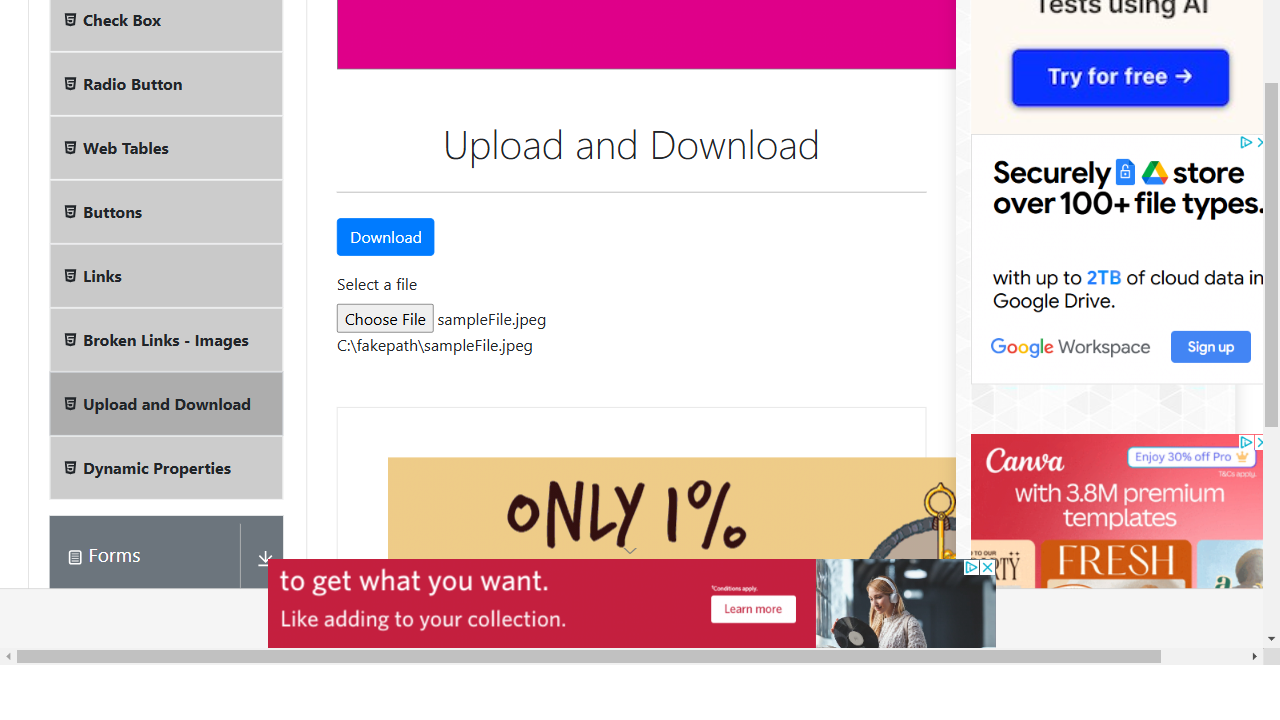 Check Box
Radio Button
Web Tables
Buttons
Links
Broken Links - Images
Upload and Download
Dynamic Properties
Forms
Upload and Download
Download
Select a file
Choose File sampleFile.jpeg
C:\fakepath\sampleFile.jpeg
ONLY 1%
to get what you want.
Like adding to your collection.
*Conditions apply.
Learn more
Tests using AI
Try for free →
Securely store
over 100+ file types.
with up to 2TB of cloud data in
Google Drive.
Google Workspace
Sign up
Canva
Enjoy 30% off Pro
T&Cs apply.
with 3.8M premium
templates
FRESH